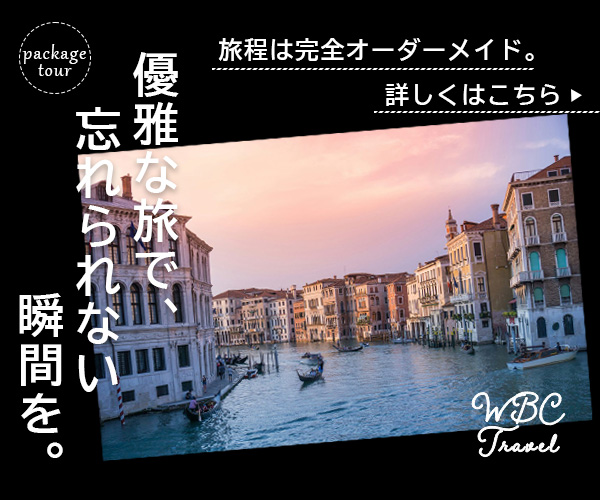 package
tour
優雅な旅で、
忘れられない
瞬間を。
旅程は完全オーダーメイド。
詳しくはこちら▶
WBC
Travel